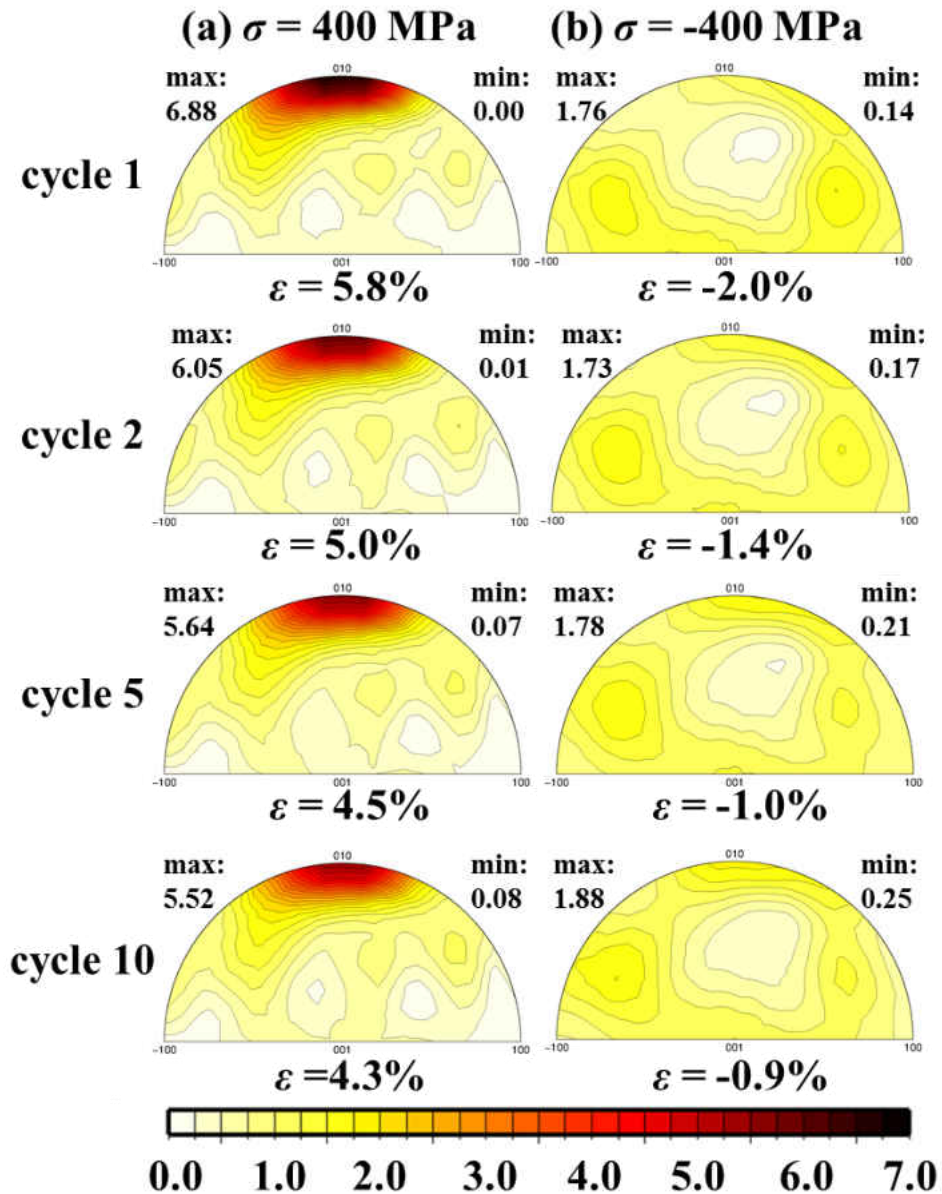 (a) σ = 400 MPa (b) σ = -400 MPa
max: 010 min: max: 010 min:
6.88 0.00 1.76 0.14
cycle 1
-100 001 100 -100 001 100
ε = 5.8% ε = -2.0%
max: 010 min: max: 010 min:
6.05 0.01 1.73 0.17
cycle 2
-100 001 100 -100 001 100
ε = 5.0% ε = -1.4%
max: 010 min: max: 010 min:
5.64 0.07 1.78 0.21
cycle 5
-100 001 100 -100 001 100
ε = 4.5% ε = -1.0%
max: 010 min: max: 010 min:
5.52 0.08 1.88 0.25
cycle 10
-100 001 100 -100 001 100
ε =4.3% ε = -0.9%
0.0 1.0 2.0 3.0 4.0 5.0 6.0 7.0